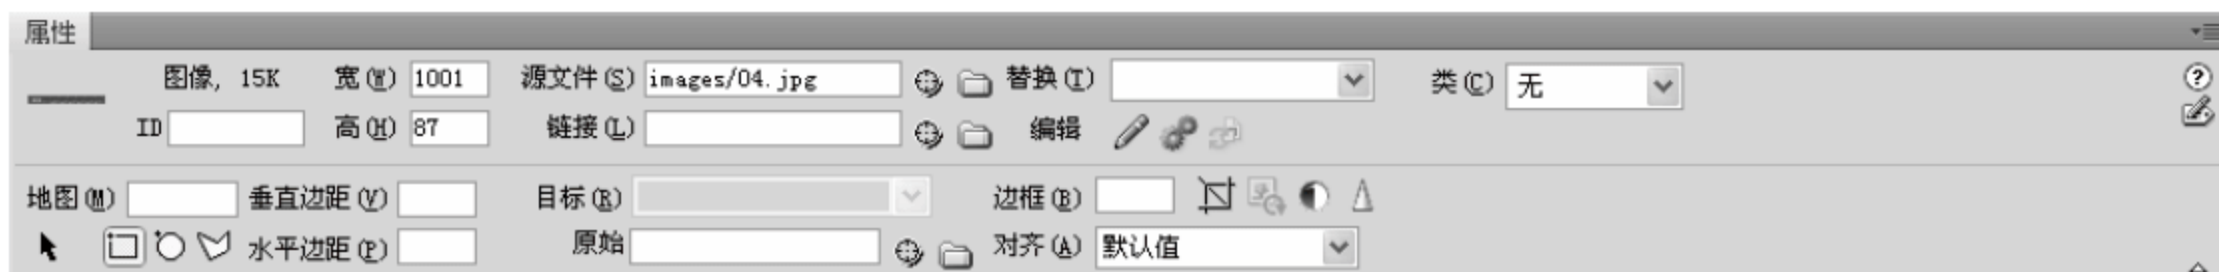 属性
图像, 15K 宽(W) 1001 源文件(S) images/04.jpg 替换(T) 类(C) 无
ID 高(H) 87 链接(L) 编辑
地图(M) 垂直边距(V) 目标(R) 边框(B)
水平边距(P) 原始 对齐(A) 默认值